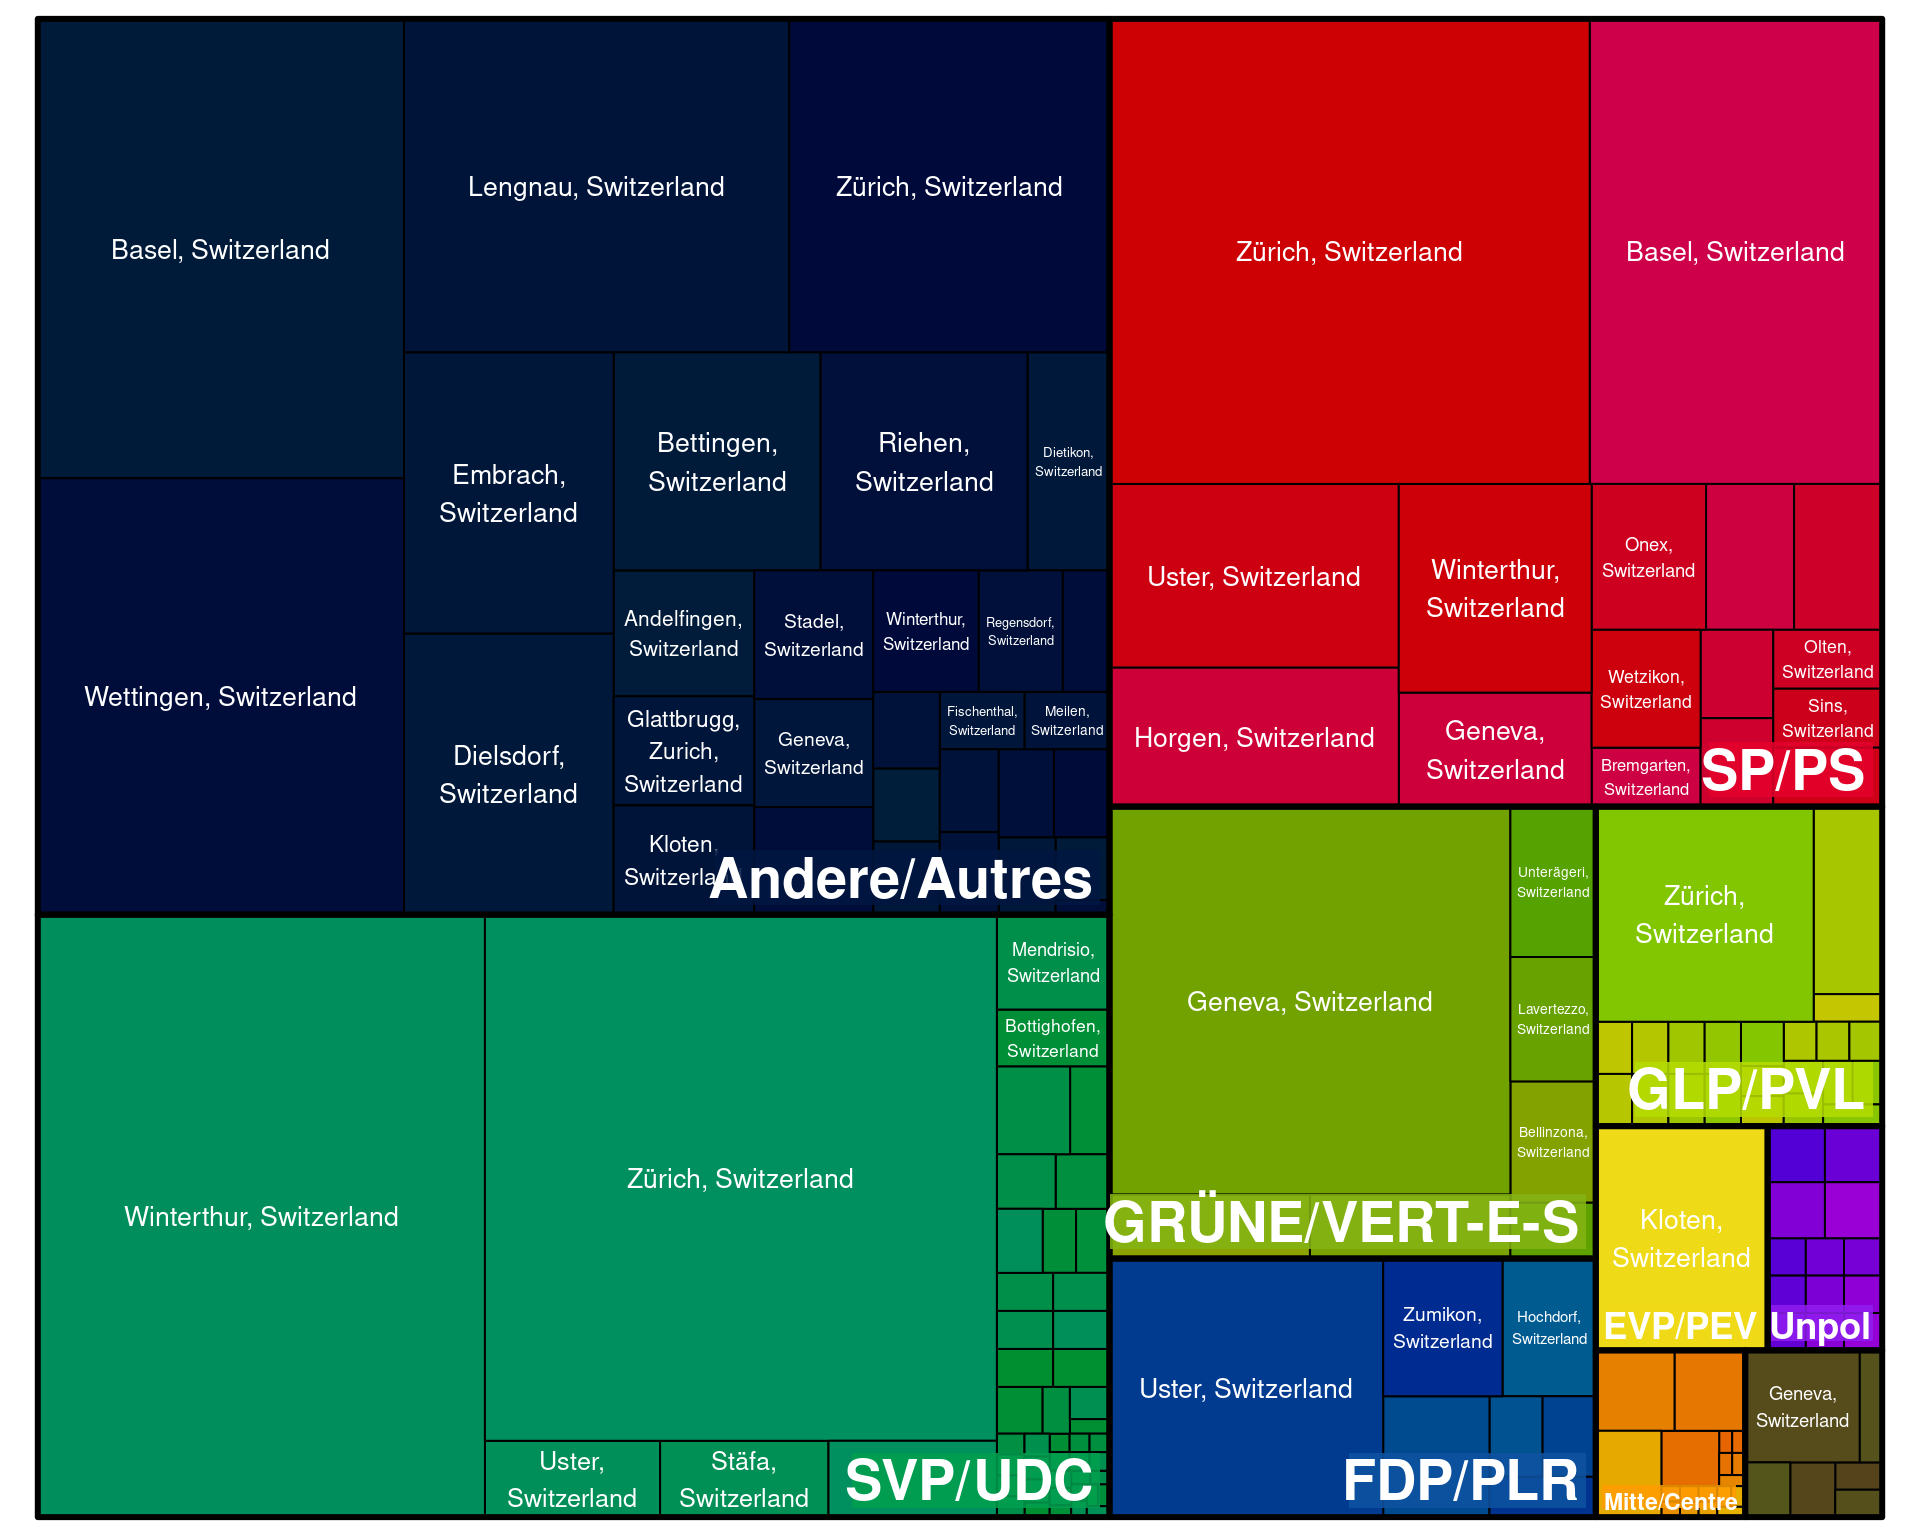 Basel, Switzerland
Lengnau, Switzerland
Zürich, Switzerland
Wettingen, Switzerland
Embrach,
Switzerland
Bettingen,
Switzerland
Riehen,
Switzerland
Dietikon,
Switzerland
Dielsdorf,
Switzerland
Andelfingen,
Switzerland
Stadel,
Switzerland
Winterthur,
Switzerland
Regensdorf,
Switzerland
Glattbrugg,
Zurich,
Switzerland
Geneva,
Switzerland
Fischenthal,
Switzerland
Meilen,
Switzerland
Kloten,
Switzerla
Andere/Autres
Winterthur, Switzerland
Zürich, Switzerland
Mendrisio,
Switzerland
Bottighofen,
Switzerland
Uster,
Switzerland
Stäfa,
Switzerland
SVP/UDC
Zürich, Switzerland
Basel, Switzerland
Uster, Switzerland
Winterthur,
Switzerland
Onex,
Switzerland
Horgen, Switzerland
Geneva,
Switzerland
Wetzikon,
Switzerland
Olten,
Switzerland
Sins,
Switzerland
Bremgarten,
Switzerland
SP/PS
Geneva, Switzerland
Unterägeri,
Switzerland
Lavertezzo,
Switzerland
Bellinzona,
Switzerland
GRÜNE/VERT-E-S
Zürich,
Switzerland
GLP/PVL
Uster, Switzerland
Zumikon,
Switzerland
Hochdorf,
Switzerland
FDP/PLR
Kloten,
Switzerland
EVP/PEV
Unpol
Mitte/Centre
Geneva,
Switzerland